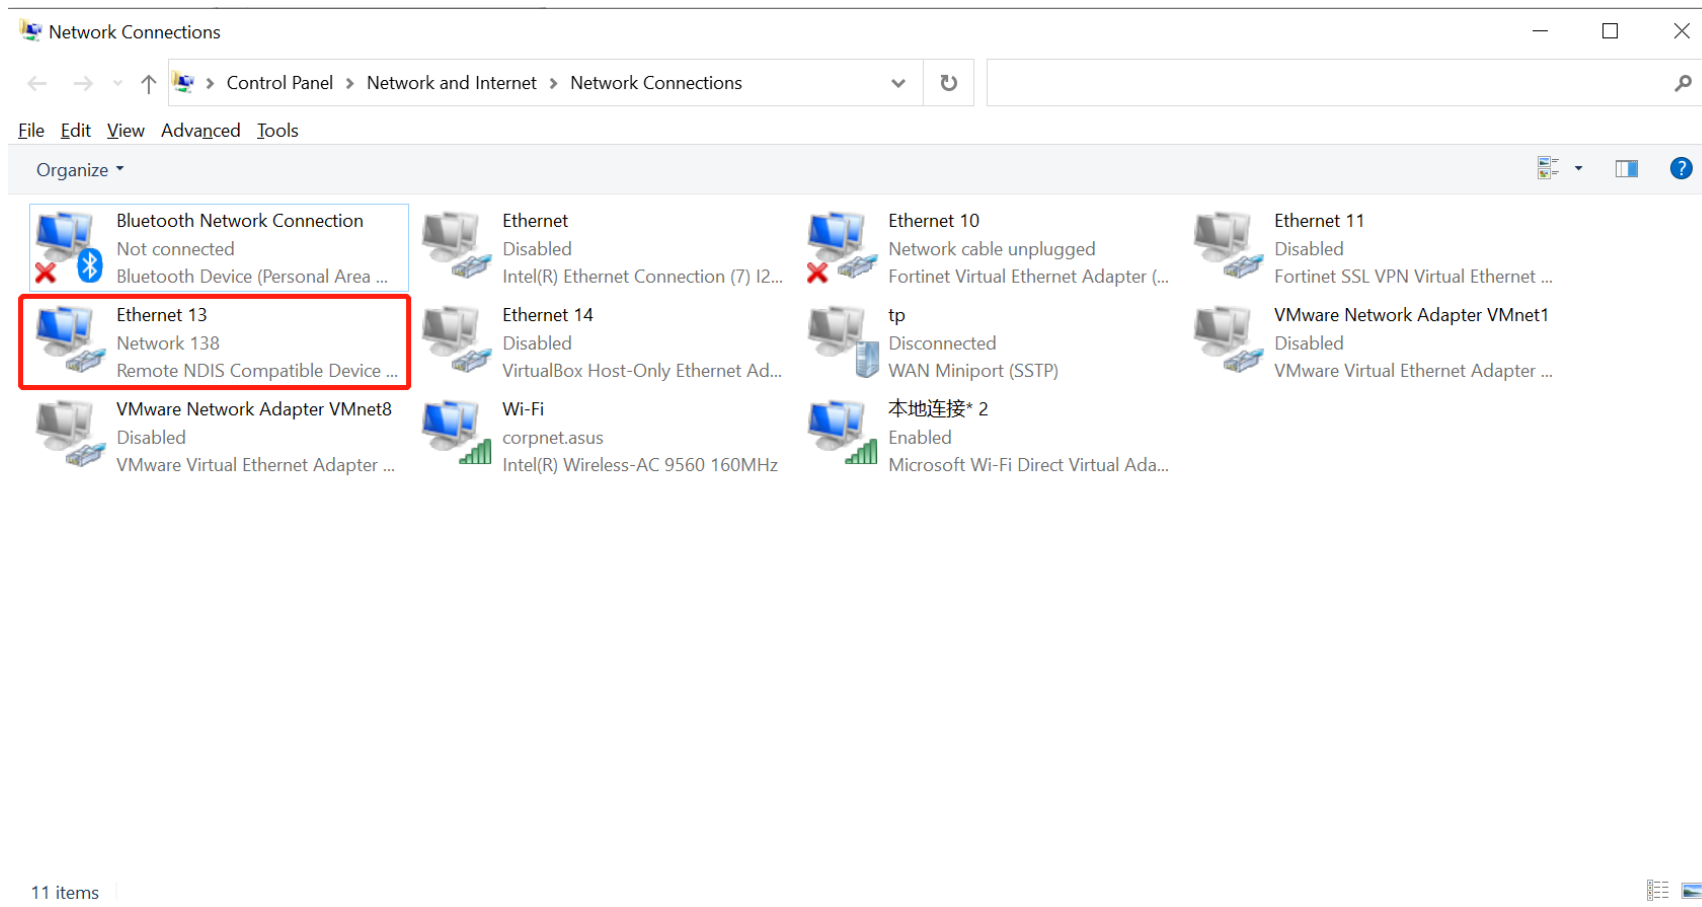 Network Connections
Control Panel > Network and Internet > Network Connections
File Edit View Advanced Tools
Organize
?
Bluetooth Network Connection
Not connected
Bluetooth Device (Personal Area ...
Ethernet
Disabled
Intel(R) Ethernet Connection (7) I2...
Ethernet 10
Network cable unplugged
Fortinet Virtual Ethernet Adapter (...
Ethernet 11
Disabled
Fortinet SSL VPN Virtual Ethernet ...
Ethernet 13
Network 138
Remote NDIS Compatible Device ...
Ethernet 14
Disabled
VirtualBox Host-Only Ethernet Ad...
tp
Disconnected
WAN Miniport (SSTP)
VMware Network Adapter VMnet1
Disabled
VMware Virtual Ethernet Adapter ...
VMware Network Adapter VMnet8
Disabled
VMware Virtual Ethernet Adapter ...
Wi-Fi
corpnet.asus
Intel(R) Wireless-AC 9560 160MHz
本地连接* 2
Enabled
Microsoft Wi-Fi Direct Virtual Ada...
11 items